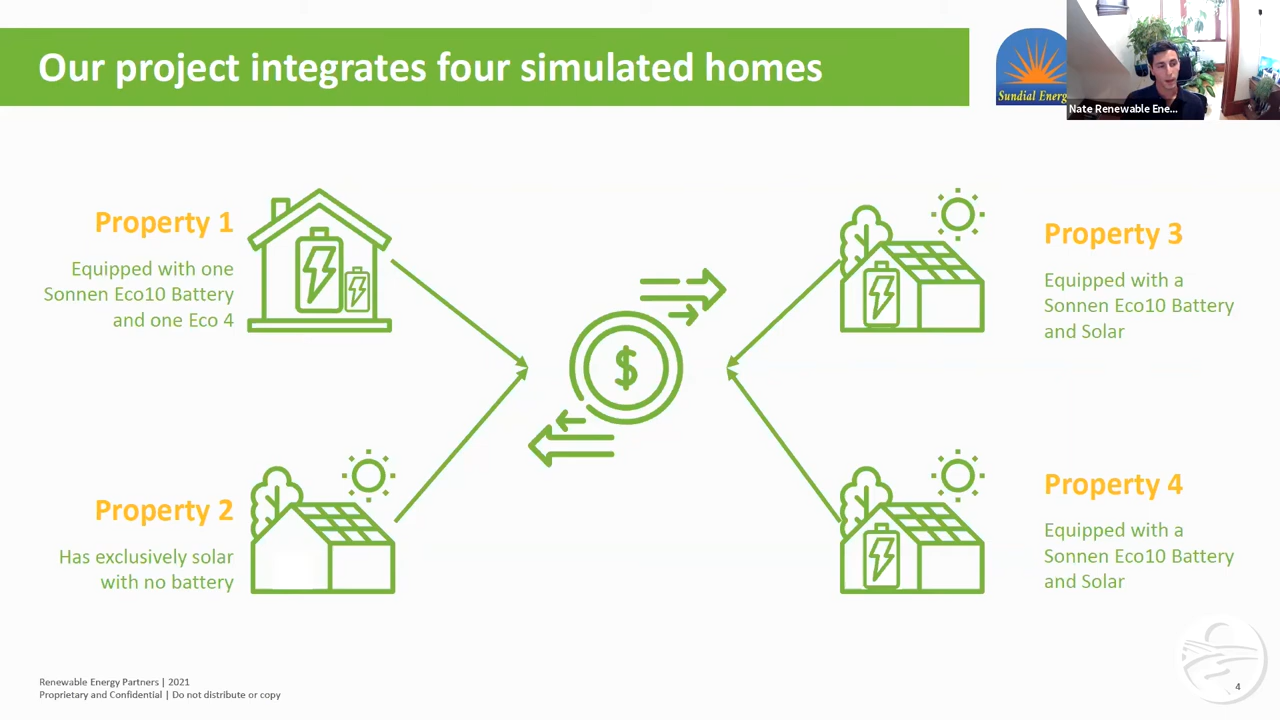 Our project integrates four simulated homes
Sundial Energ
Nate Renewable Ene...
Property 1
Equipped with one
Sonnen Eco10 Battery
and one Eco 4
Property 2
Has exclusively solar
with no battery
$
Property 3
Equipped with a
Sonnen Eco10 Battery
and Solar
Property 4
Equipped with a
Sonnen Eco10 Battery
and Solar
Renewable Energy Partners | 2021
Proprietary and Confidential | Do not distribute or copy
4